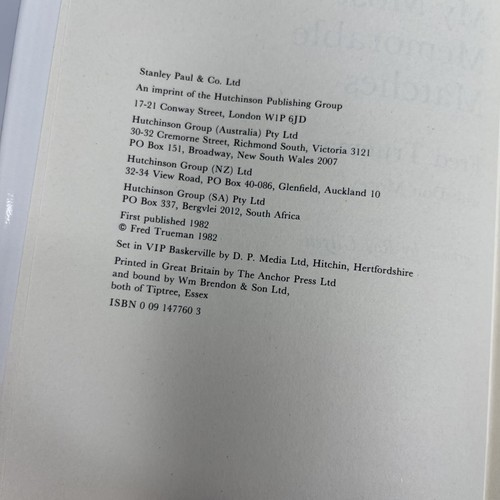 Stanley Paul & Co. Ltd
An imprint of the Hutchinson Publishing Group
17-21 Conway Street, London W1P 6JD
Hutchinson Group (Australia) Pty Ltd
30-32 Cremorne Street, Richmond South, Victoria 3121
PO Box 151, Broadway, New South Wales 2007
Hutchinson Group (NZ) Ltd
32-34 View Road, PO Box 40-086, Glenfield, Auckland 10
Hutchinson Group (SA) Pty Ltd
PO Box 337, Bergvlei 2012, South Africa
First published 1982
© Fred Trueman 1982
Set in VIP Baskerville by D. P. Media Ltd, Hitchin, Hertfordshire
Printed in Great Britain by The Anchor Press Ltd
and bound by Wm Brendon & Son Ltd,
both of Tiptree, Essex
ISBN 0 09 147760 3